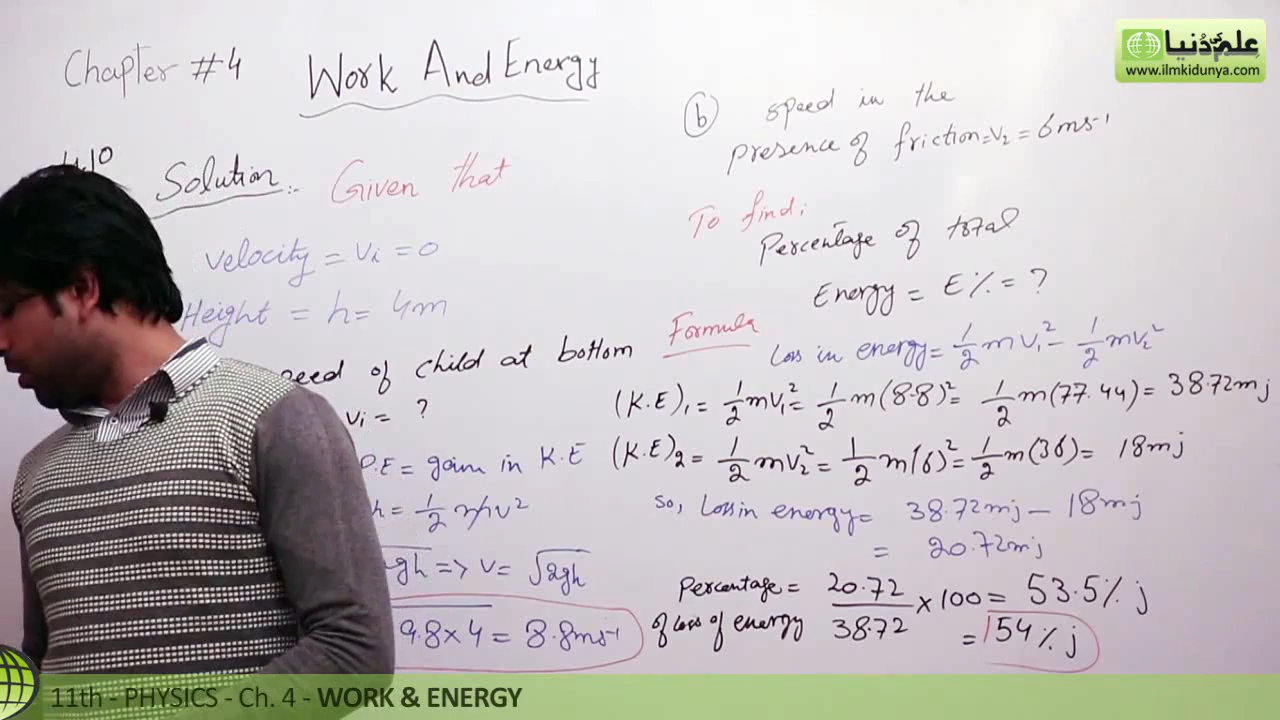 علم کی دُنیا
www.ilmkidunya.com
Chapter #4
Work And Energy
4.10
Solution:-
Given that
velocity = vᵢ = 0
Height = h = 4m
peed of child at bottom
vᵢ = ?
P.E = gain in K.E
h = 1/2 mv²
gh => v = √2gh
9.8 × 4 = 8.8ms⁻¹
(b) speed in the
presence of friction = v₂ = 6ms⁻¹
To find;
Percentage of total
Energy = E% = ?
Formula
Loss in energy = 1/2 m v₁² - 1/2 mv₂²
(K.E)₁ = 1/2 mv₁² = 1/2 m(8.8)² = 1/2 m(77.44) = 38.72mj
(K.E)₂ = 1/2 mv₂² = 1/2 m(6)² = 1/2 m(36) = 18mj
so, Loss in energy = 38.72mj - 18mj
= 20.72mj
Percentage of Loss of energy = 20.72/38.72 × 100 = 53.5% j
= 54% j
11th - PHYSICS - Ch. 4 - WORK & ENERGY